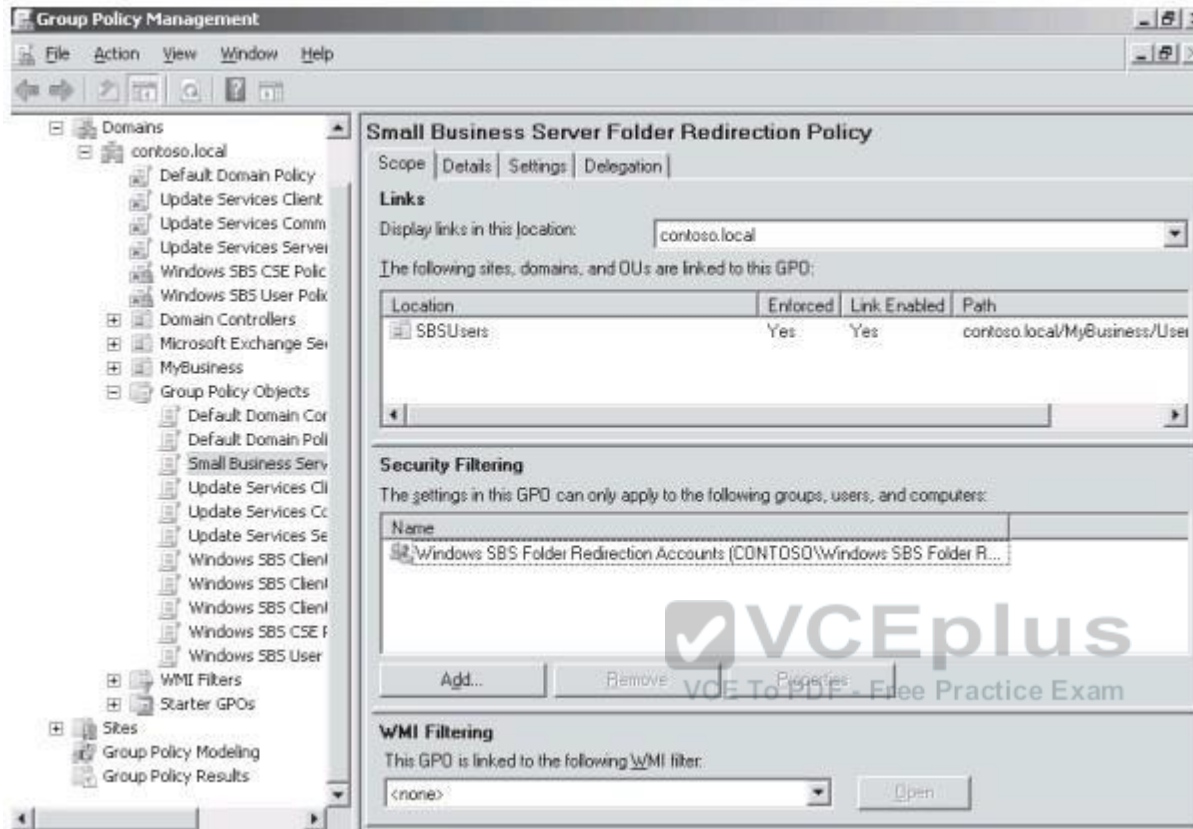 Group Policy Management
File Action View Window Help
Domains
contoso.local
Default Domain Policy
Update Services Client
Update Services Comm
Update Services Server
Windows SBS CSE Polic
Windows SBS User Polic
Domain Controllers
Microsoft Exchange Sec
MyBusiness
Group Policy Objects
Default Domain Cor
Default Domain Poli
Small Business Serv
Update Services Cli
Update Services Cc
Update Services Se
Windows SBS Client
Windows SBS Client
Windows SBS Client
Windows SBS CSE P
Windows SBS User
WMI Filters
Starter GPOs
Sites
Group Policy Modeling
Group Policy Results
Small Business Server Folder Redirection Policy
Scope Details Settings Delegation
Links
Display links in this location: contoso.local
The following sites, domains, and OUs are linked to this GPO:
Location Enforced Link Enabled Path
SBSUsers Yes Yes contoso.local/MyBusiness/User
Security Filtering
The settings in this GPO can only apply to the following groups, users, and computers:
Name
Windows SBS Folder Redirection Accounts (CONTOSO\Windows SBS Folder R...
VCEplus
VCE To PDF - Free Practice Exam
Add... Remove Properties
WMI Filtering
This GPO is linked to the following WMI filter:
<none> Open